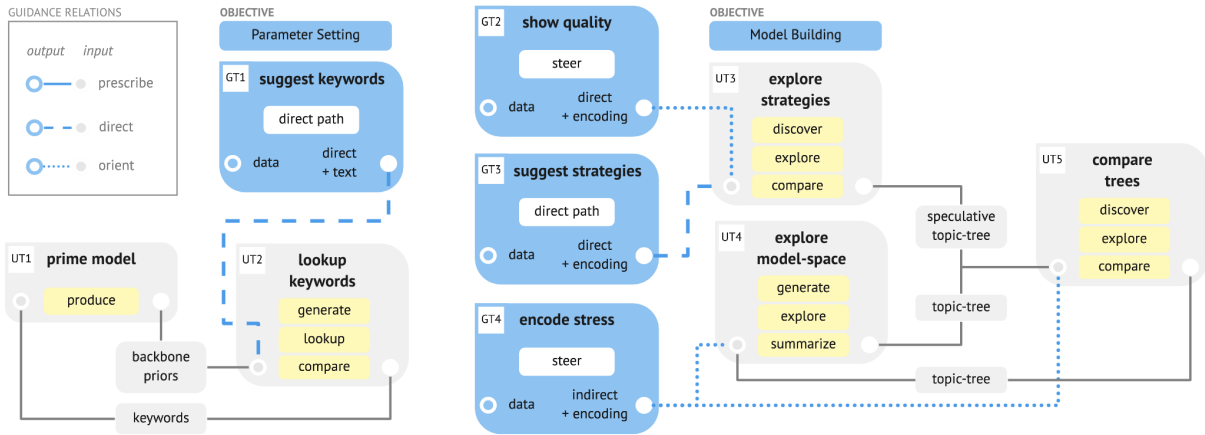 GUIDANCE RELATIONS
output input
prescribe
direct
orient
OBJECTIVE
Parameter Setting
GT1
suggest keywords
direct path
data
direct
+ text
UT1
prime model
produce
backbone
priors
keywords
UT2
lookup
keywords
generate
lookup
compare
GT2
show quality
steer
data
direct
+ encoding
GT3
suggest strategies
direct path
data
direct
+ encoding
GT4
encode stress
steer
data
indirect
+ encoding
OBJECTIVE
Model Building
UT3
explore
strategies
discover
explore
compare
UT4
explore
model-space
generate
explore
summarize
speculative
topic-tree
topic-tree
topic-tree
UT5
compare
trees
discover
explore
compare